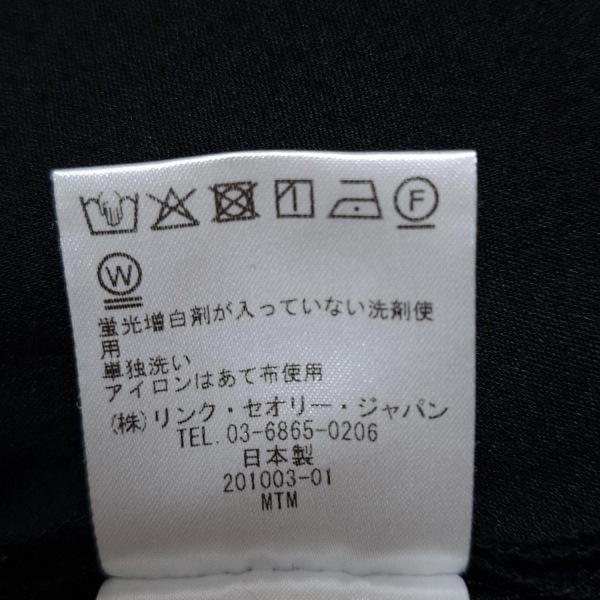 F
W
蛍光増白剤が入っていない洗剤使
用
単独洗い
アイロンはあて布使用
(株)リンク・セオリー・ジャパン
TEL.03-6865-0206
日本製
201003-01
MTM